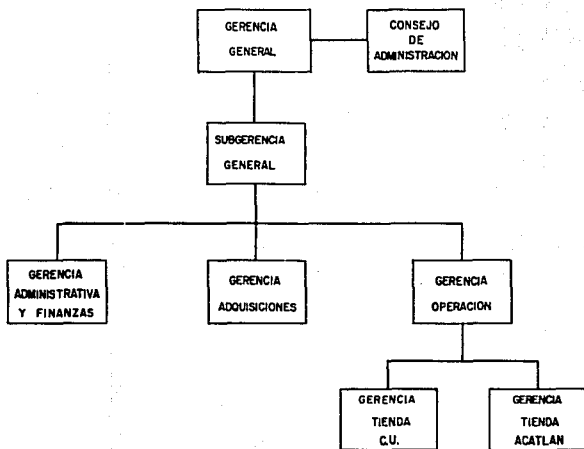 GERENCIA
GENERAL
CONSEJO
DE
ADMINISTRACION
SUBGERENCIA
GENERAL
GERENCIA
ADMINISTRATIVA
Y FINANZAS
GERENCIA
ADQUISICIONES
GERENCIA
OPERACION
GERENCIA
TIENDA
C.U.
GERENCIA
TIENDA
ACATLAN